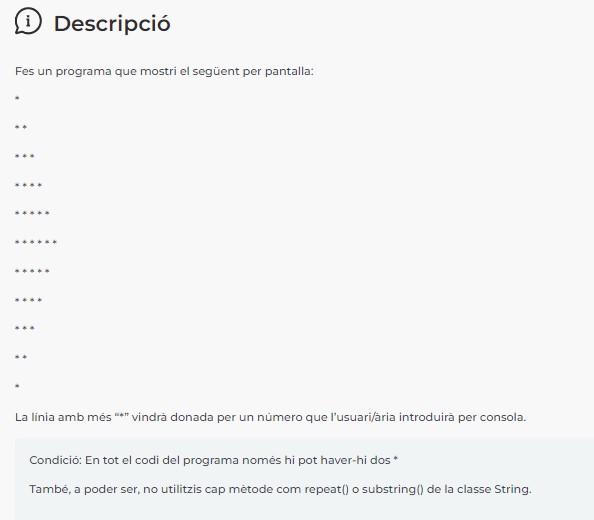 Descripció
Fes un programa que mostri el següent per pantalla:
*
* *
* * *
* * * *
* * * * *
* * * * * *
* * * * *
* * * *
* * *
* *
*
La línia amb més “*” vindrà donada per un número que l’usuari/ària introduirà per consola.
Condició: En tot el codi del programa només hi pot haver-hi dos *
També, a poder ser, no utilitzis cap mètode com repeat() o substring() de la classe String.